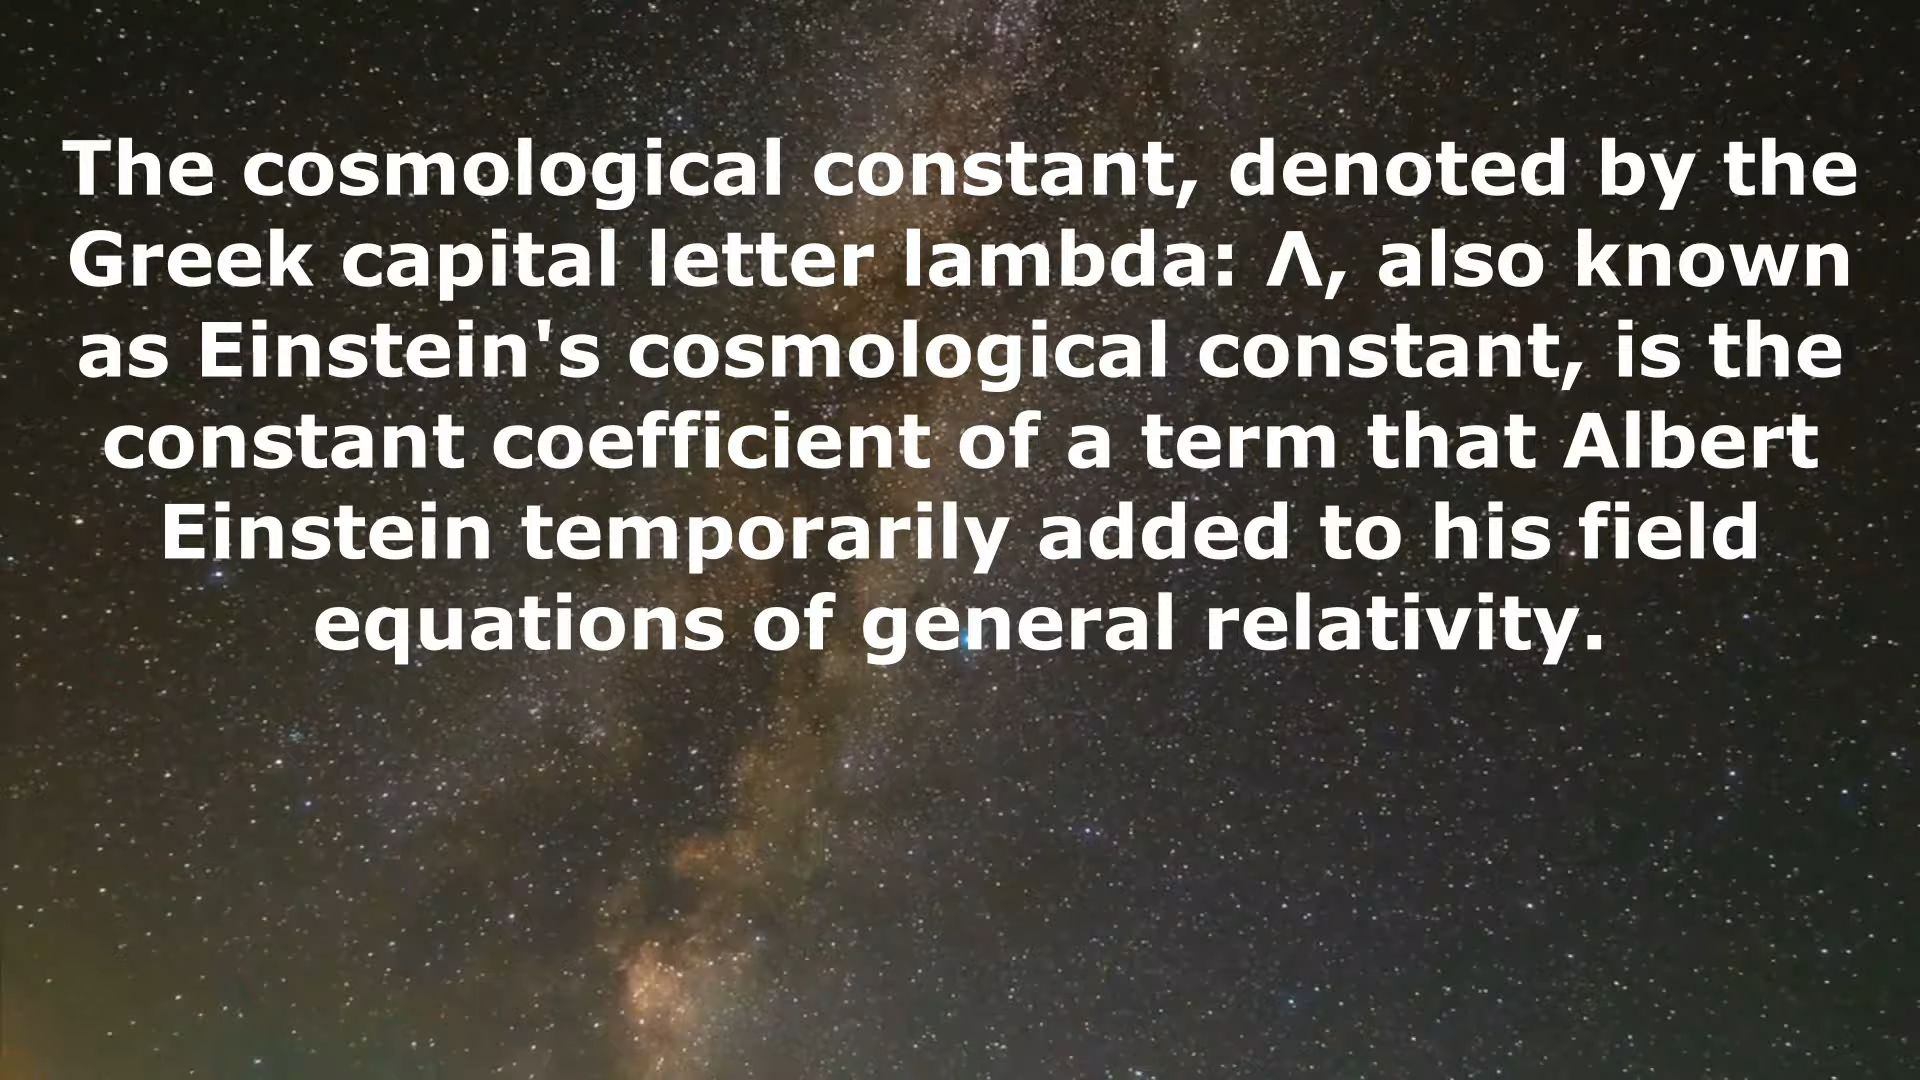 The cosmological constant, denoted by the
Greek capital letter lambda: Λ, also known
as Einstein's cosmological constant, is the
constant coefficient of a term that Albert
Einstein temporarily added to his field
equations of general relativity.